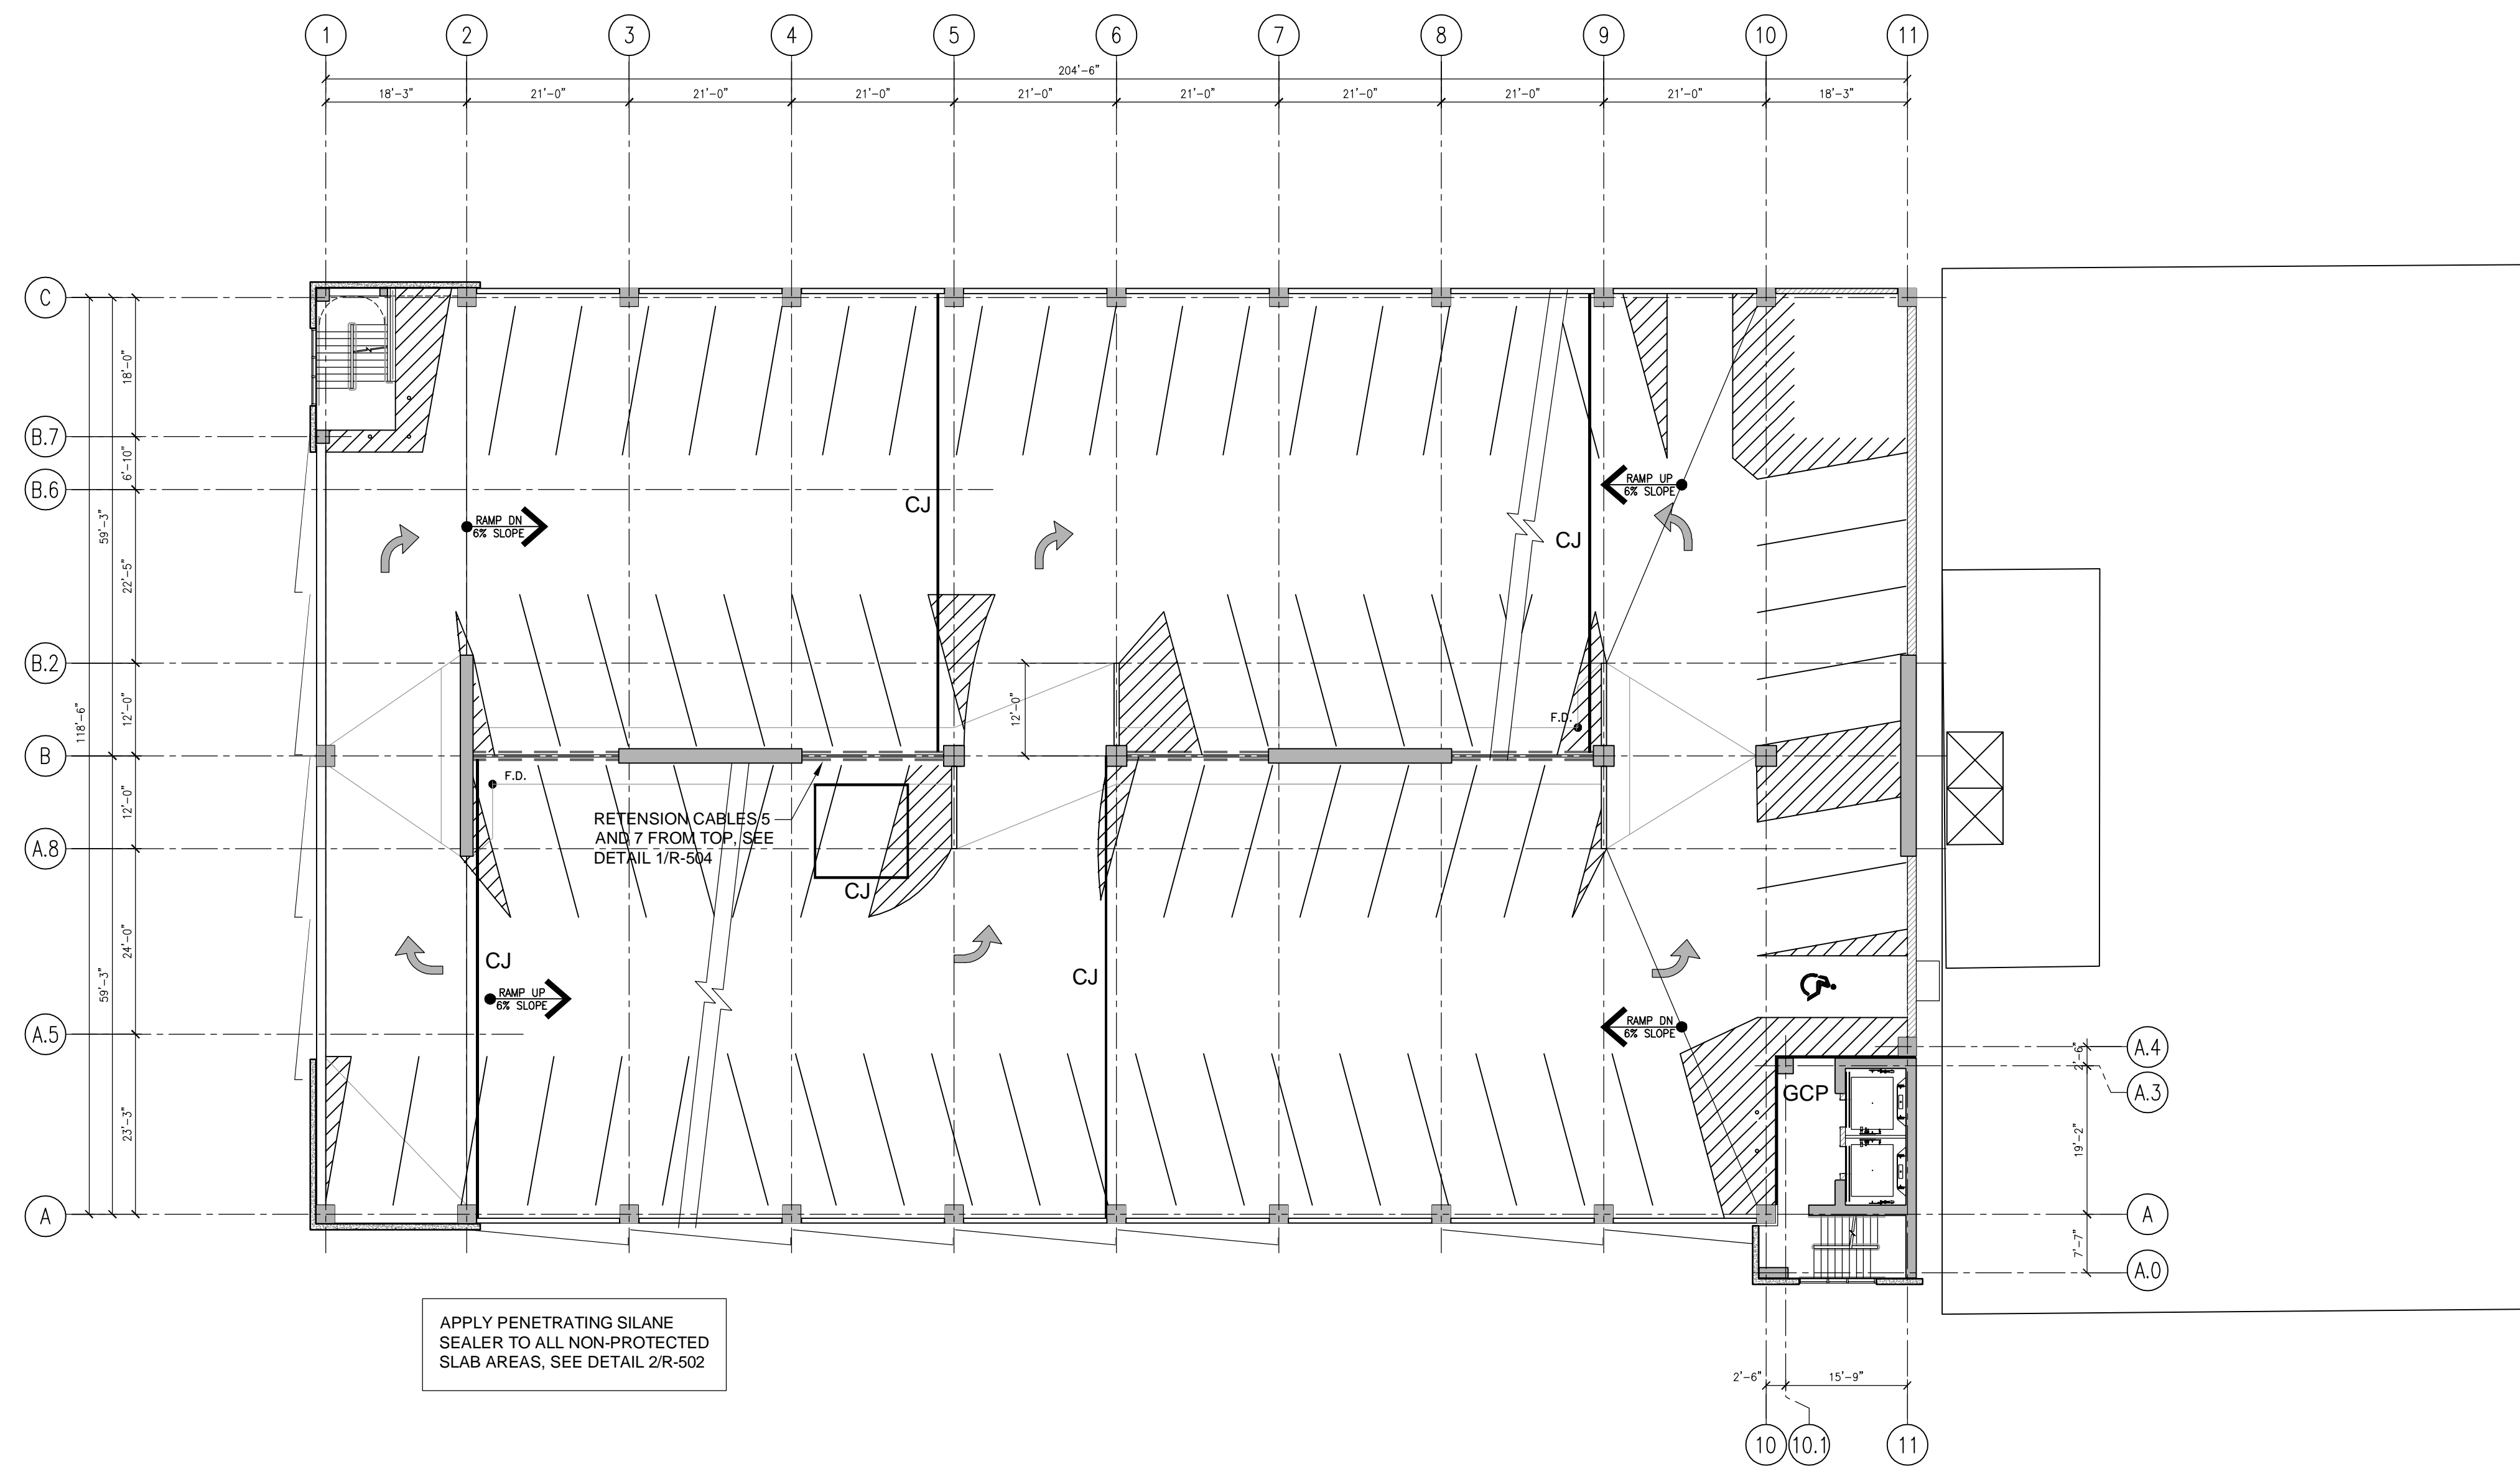 1 2 3 4 5 6 7 8 9 10 11
204'-6"
18'-3" 21'-0" 21'-0" 21'-0" 21'-0" 21'-0" 21'-0" 21'-0" 21'-0" 18'-3"
C
18'-0"
B.7
6'-10"
B.6
CJ
RAMP UP
6% SLOPE
RAMP DN
6% SLOPE
59'-3"
CJ
22'-5"
B.2
118'-6"
12'-0"
12'-0"
F.D.
B
F.D.
12'-0"
RETENSION CABLES 5
AND 7 FROM TOP, SEE
DETAIL 1/R-504
A.8
CJ
24'-0"
CJ
CJ
59'-3"
RAMP UP
6% SLOPE
RAMP DN
6% SLOPE
A.5
A.4
2'-6"
A.3
GCP
23'-3"
19'-2"
A
A
7'-7"
A.0
APPLY PENETRATING SILANE
SEALER TO ALL NON-PROTECTED
SLAB AREAS, SEE DETAIL 2/R-502
2'-6" 15'-9"
10 10.1 11